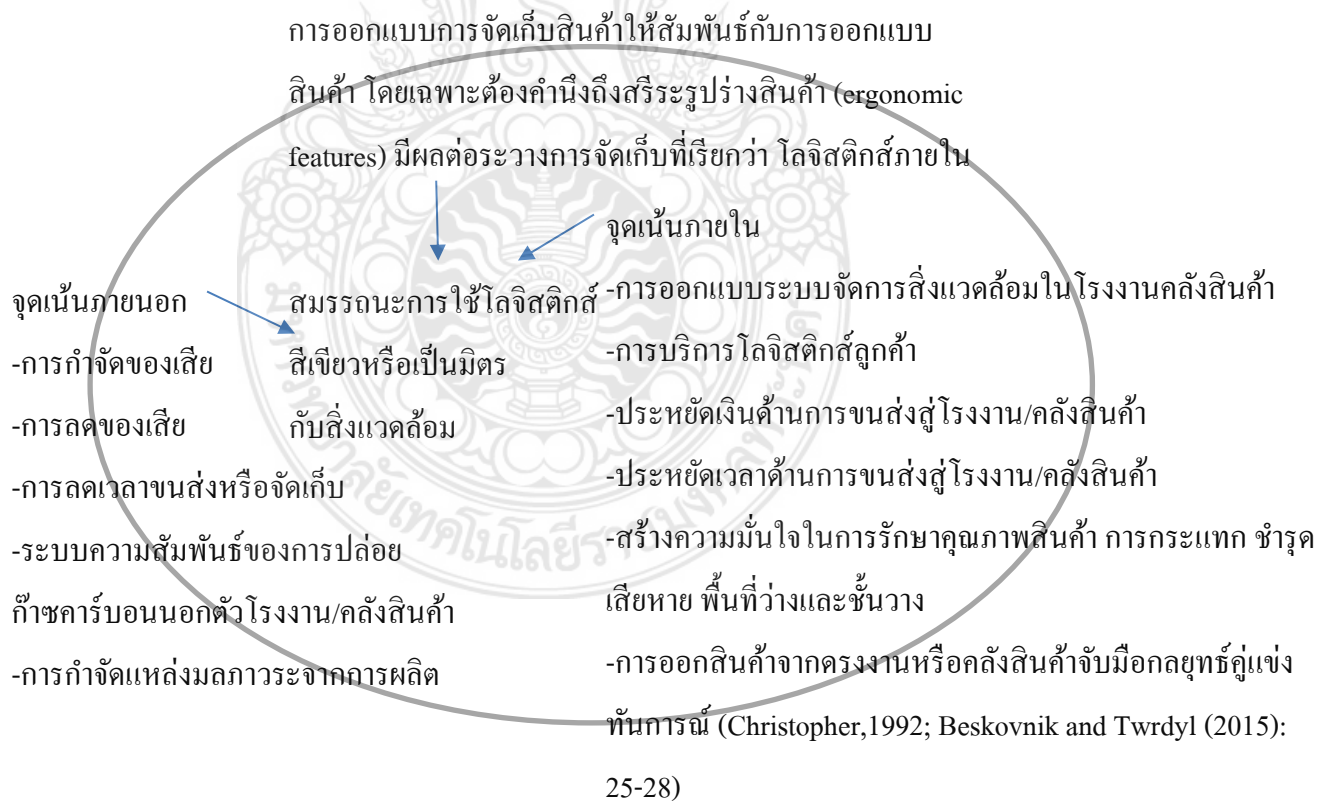 การออกแบบการจัดเก็บสินค้าให้สัมพันธ์กับการออกแบบ
สินค้า โดยเฉพาะต้องคำนึงถึงสรีระรูปร่างสินค้า (ergonomic
features) มีผลต่อระวางการจัดเก็บที่เรียกว่า โลจิสติกส์ภายใน
จุดเน้นภายนอก
-การกำจัดของเสีย
-การลดของเสีย
-การลดเวลาขนส่งหรือจัดเก็บ
-ระบบความสัมพันธ์ของการปล่อย
ก๊าซคาร์บอนนอกตัวโรงงาน/คลังสินค้า
-การกำจัดแหล่งมลภาวระจากการผลิต
สมรรถนะการใช้โลจิสติกส์
สีเขียวหรือเป็นมิตร
กับสิ่งแวดล้อม
จุดเน้นภายใน
-การออกแบบระบบจัดการสิ่งแวดล้อมในโรงงานคลังสินค้า
-การบริการโลจิสติกส์ลูกค้า
-ประหยัดเงินด้านการขนส่งสู่โรงงาน/คลังสินค้า
-ประหยัดเวลาด้านการขนส่งสู่โรงงาน/คลังสินค้า
-สร้างความมั่นใจในการรักษาคุณภาพสินค้า การกระแทก ชำรุด
เสียหาย พื้นที่ว่างและชั้นวาง
-การออกสินค้าจากดรงงานหรือคลังสินค้าจับมือกลยุทธ์คู่แข่ง
ทันการณ์ (Christopher,1992; Beskovnik and Twrdyl (2015):
25-28)